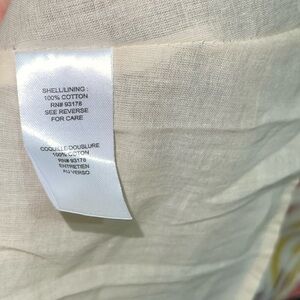 SHELL/LINING :
100% COTTON
RN# 93178
SEE REVERSE
FOR CARE
COQUILLE/DOUBLURE
100% COTON
RN# 93178
ENTRETIEN
AU VERSO